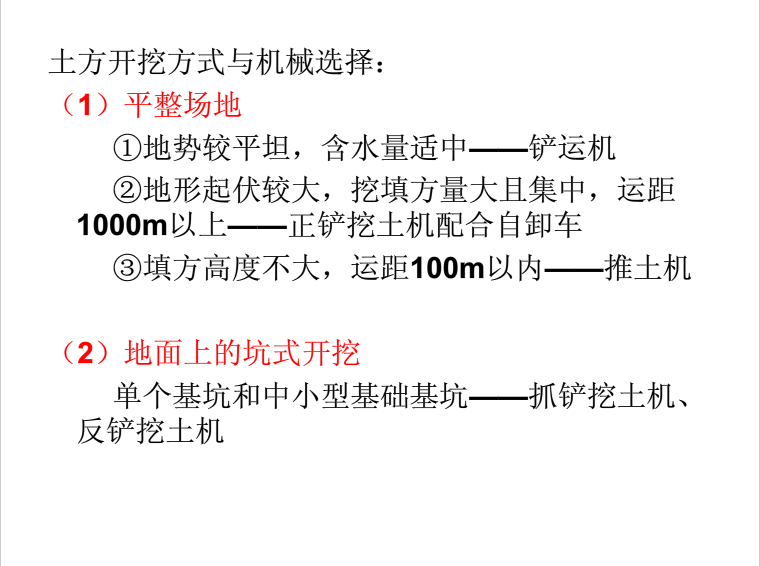 土方开挖方式与机械选择：
（1）平整场地
①地势较平坦，含水量适中——铲运机
②地形起伏较大，挖填方量大且集中，运距
1000m以上——正铲挖土机配合自卸车
③填方高度不大，运距100m以内——推土机
（2）地面上的坑式开挖
单个基坑和中小型基础基坑——抓铲挖土机、
反铲挖土机